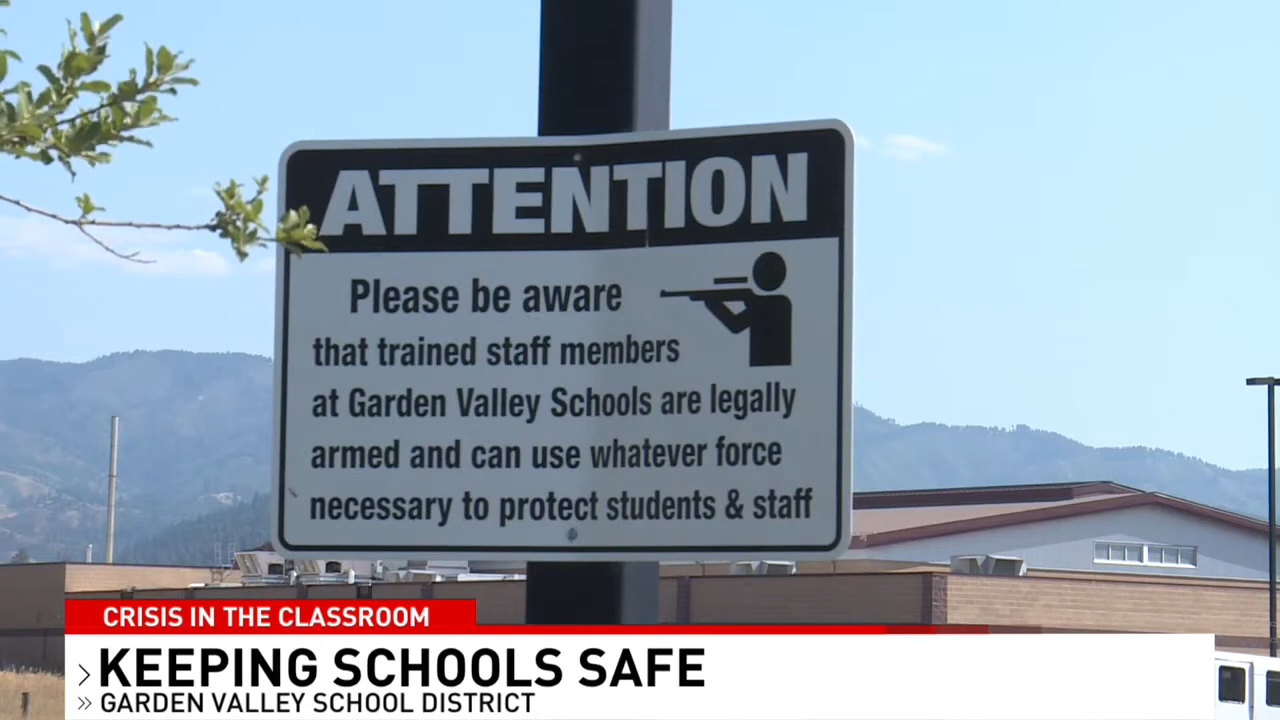 ATTENTION
Please be aware
that trained staff members
at Garden Valley Schools are legally
armed and can use whatever force
necessary to protect students & staff
CRISIS IN THE CLASSROOM
KEEPING SCHOOLS SAFE
GARDEN VALLEY SCHOOL DISTRICT